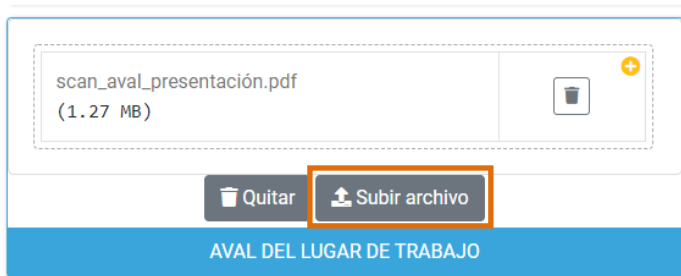 scan_aval_presentación.pdf
(1.27 MB)
Quitar
Subir archivo
AVAL DEL LUGAR DE TRABAJO